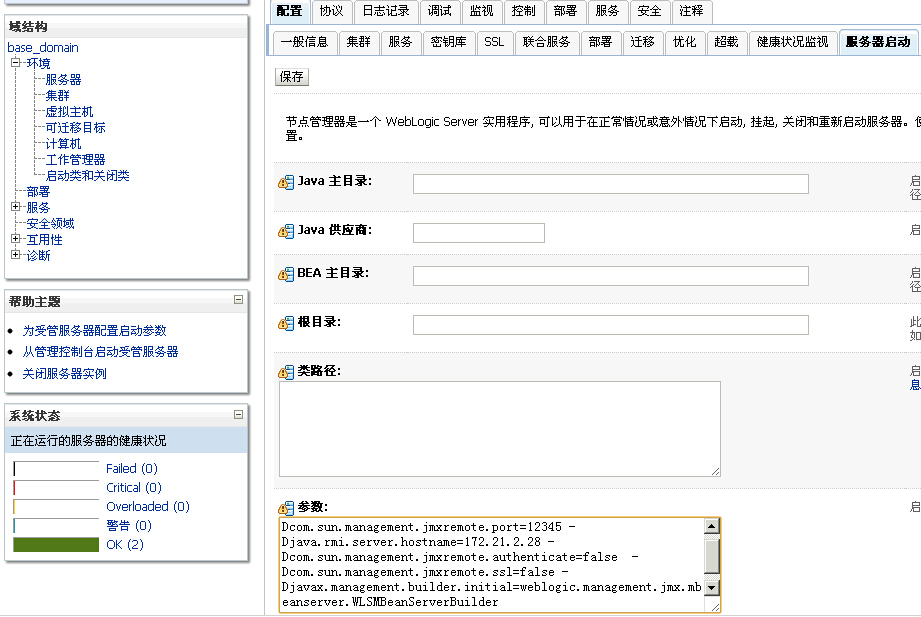 配置 协议 日志记录 调试 监视 控制 部署 服务 安全 注释
一般信息 集群 服务 密钥库 SSL 联合服务 部署 迁移 优化 超载 健康状况监视 服务器启动
域结构
base_domain
环境
服务器
集群
虚拟主机
可迁移目标
计算机
工作管理器
启动类和关闭类
部署
服务
安全领域
互用性
诊断
帮助主题
为受管服务器配置启动参数
从管理控制台启动受管服务器
关闭服务器实例
系统状态
正在运行的服务器的健康状况
Failed (0)
Critical (0)
Overloaded (0)
警告 (0)
OK (2)
保存
节点管理器是一个 WebLogic Server 实用程序, 可以用于在正常情况或意外情况下启动, 挂起, 关闭和重新启动服务器。使
置。
Java 主目录: 启
径
Java 供应商: 启
BEA 主目录: 启
径
根目录: 此
如
类路径: 启
息
参数: 启
Dcom.sun.management.jmxremote.port=12345 -
Djava.rmi.server.hostname=172.21.2.28 -
Dcom.sun.management.jmxremote.authenticate=false -
Dcom.sun.management.jmxremote.ssl=false -
Djavax.management.builder.initial=weblogic.management.jmx.mb
eanserver.WLSMBeanServerBuilder